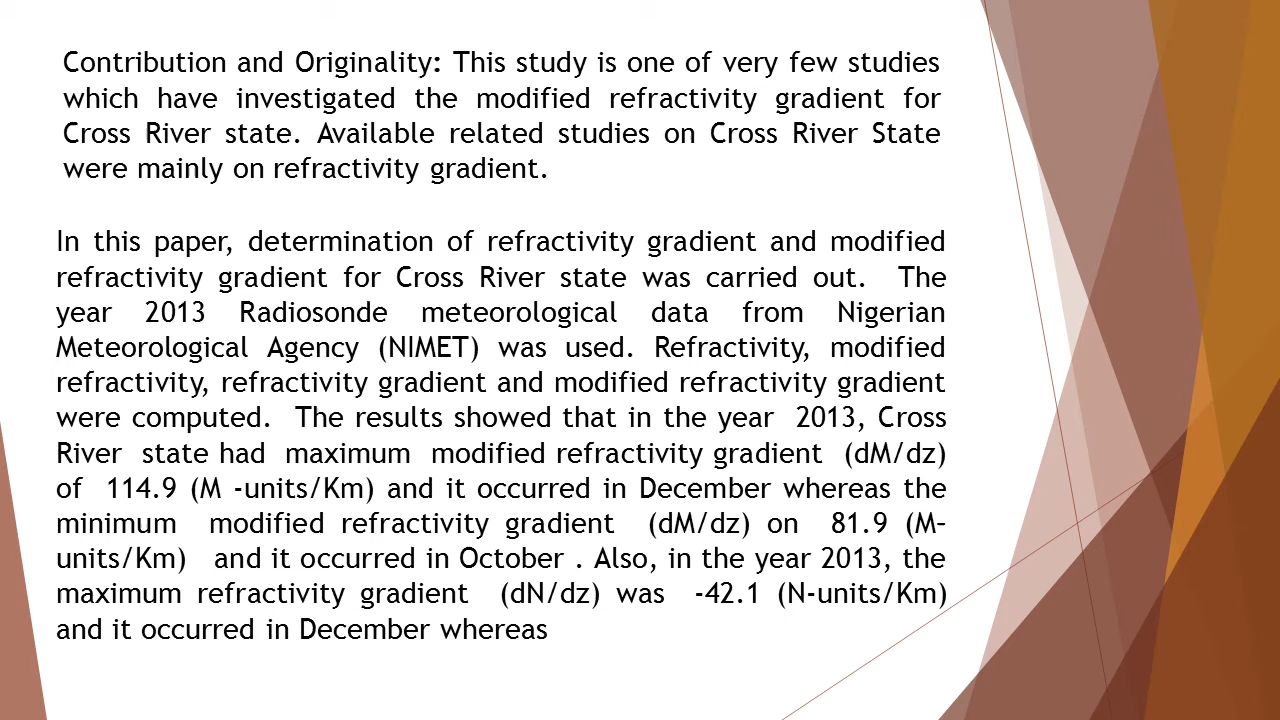 Contribution and Originality: This study is one of very few studies
which have investigated the modified refractivity gradient for
Cross River state. Available related studies on Cross River State
were mainly on refractivity gradient.
In this paper, determination of refractivity gradient and modified
refractivity gradient for Cross River state was carried out. The
year 2013 Radiosonde meteorological data from Nigerian
Meteorological Agency (NIMET) was used. Refractivity, modified
refractivity, refractivity gradient and modified refractivity gradient
were computed. The results showed that in the year 2013, Cross
River state had maximum modified refractivity gradient (dM/dz)
of 114.9 (M -units/Km) and it occurred in December whereas the
minimum modified refractivity gradient (dM/dz) on 81.9 (M–
units/Km) and it occurred in October . Also, in the year 2013, the
maximum refractivity gradient (dN/dz) was -42.1 (N-units/Km)
and it occurred in December whereas